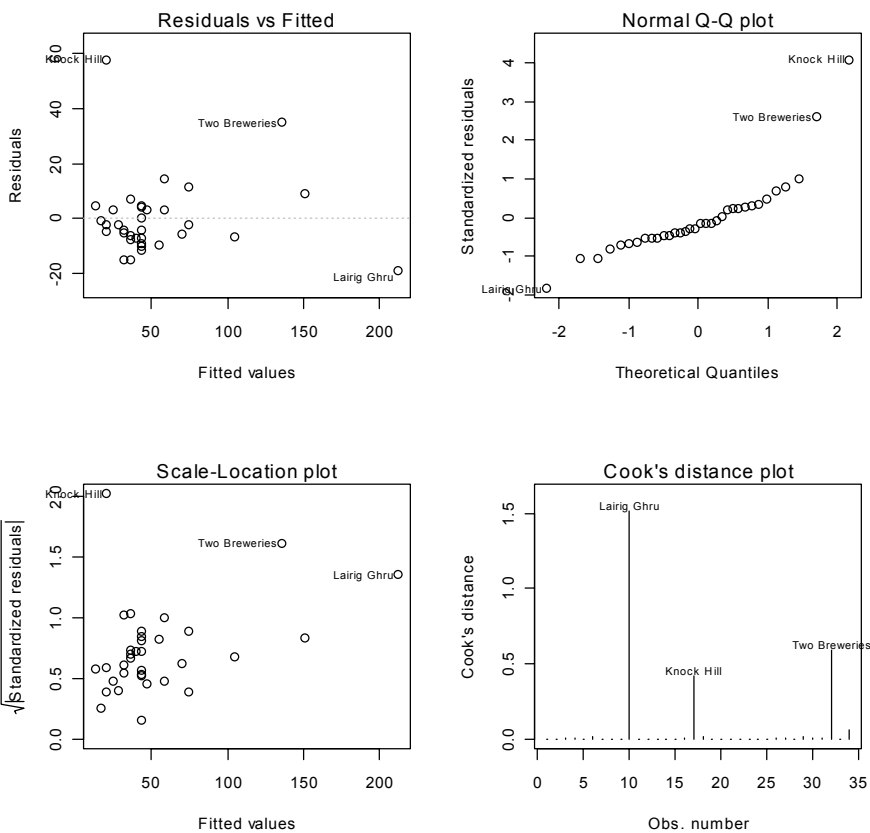 Residuals vs Fitted
Residuals
60
40
20
0
-20
Knock Hill
Two Breweries
Lairig Ghru
50
100
150
200
Fitted values
Normal Q-Q plot
Standardized residuals
4
3
2
1
0
-1
-2
Knock Hill
Two Breweries
Lairig Ghru
-2
-1
0
1
2
Theoretical Quantiles
Scale-Location plot
√|Standardized residuals|
2.0
1.5
1.0
0.5
0.0
Knock Hill
Two Breweries
Lairig Ghru
50
100
150
200
Fitted values
Cook's distance plot
Cook's distance
1.5
1.0
0.5
0.0
Lairig Ghru
Knock Hill
Two Breweries
0
5
10
15
20
25
30
35
Obs. number